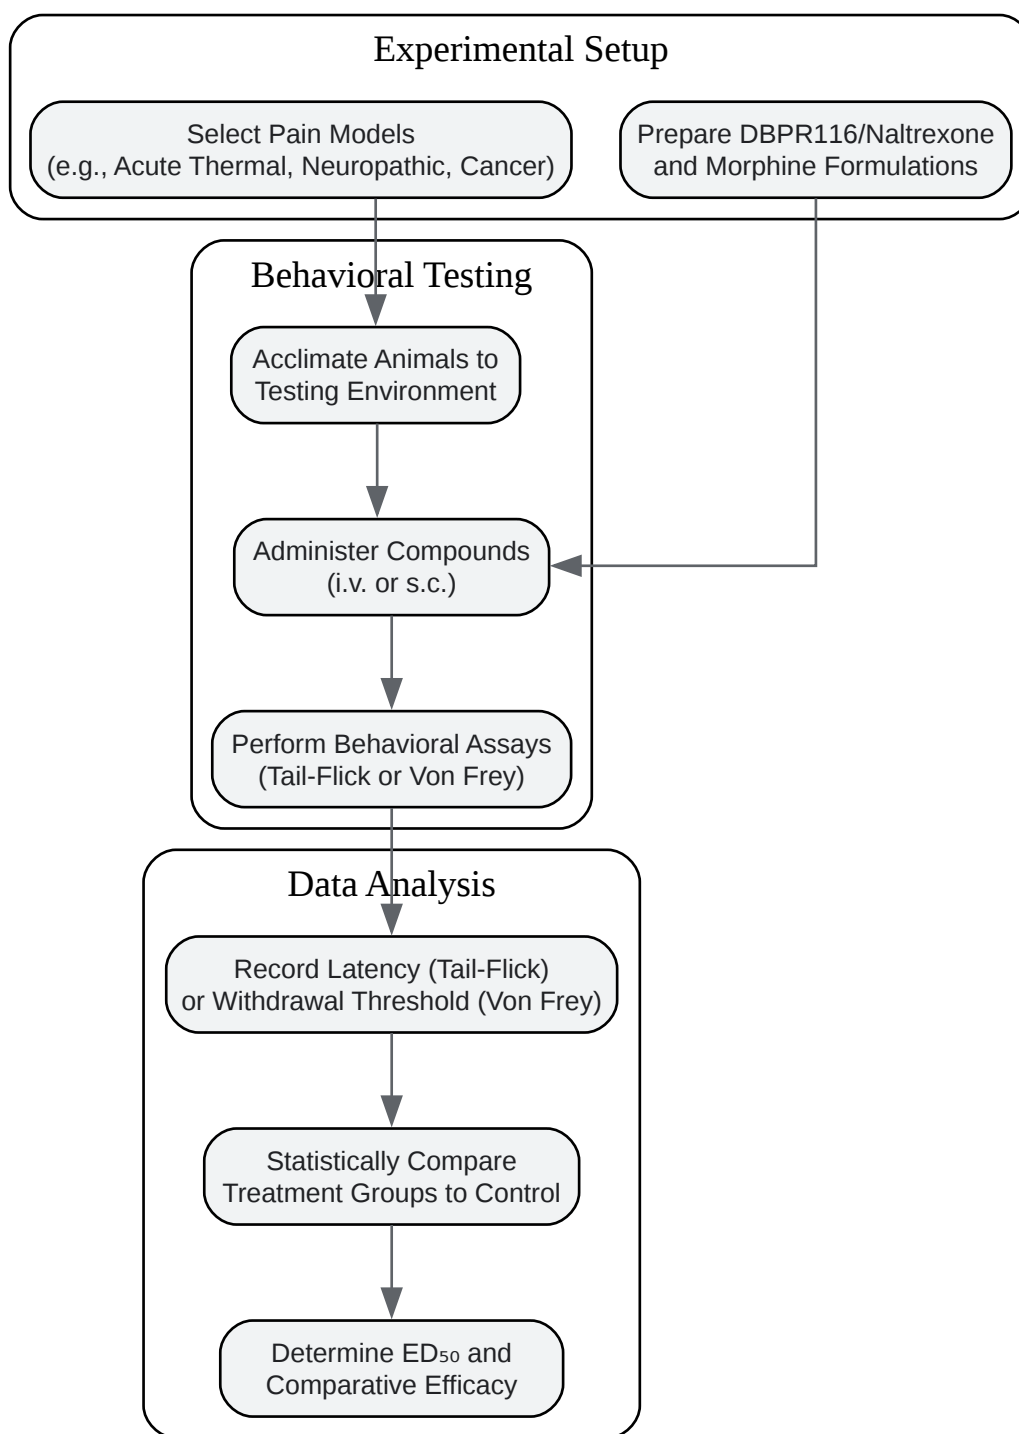 Experimental Setup
Select Pain Models
(e.g., Acute Thermal, Neuropathic, Cancer)
Prepare DBPR116/Naltrexone
and Morphine Formulations
Behavioral Testing
Acclimate Animals to
Testing Environment
Administer Compounds
(i.v. or s.c.)
Perform Behavioral Assays
(Tail-Flick or Von Frey)
Data Analysis
Record Latency (Tail-Flick)
or Withdrawal Threshold (Von Frey)
Statistically Compare
Treatment Groups to Control
Determine ED₅₀ and
Comparative Efficacy